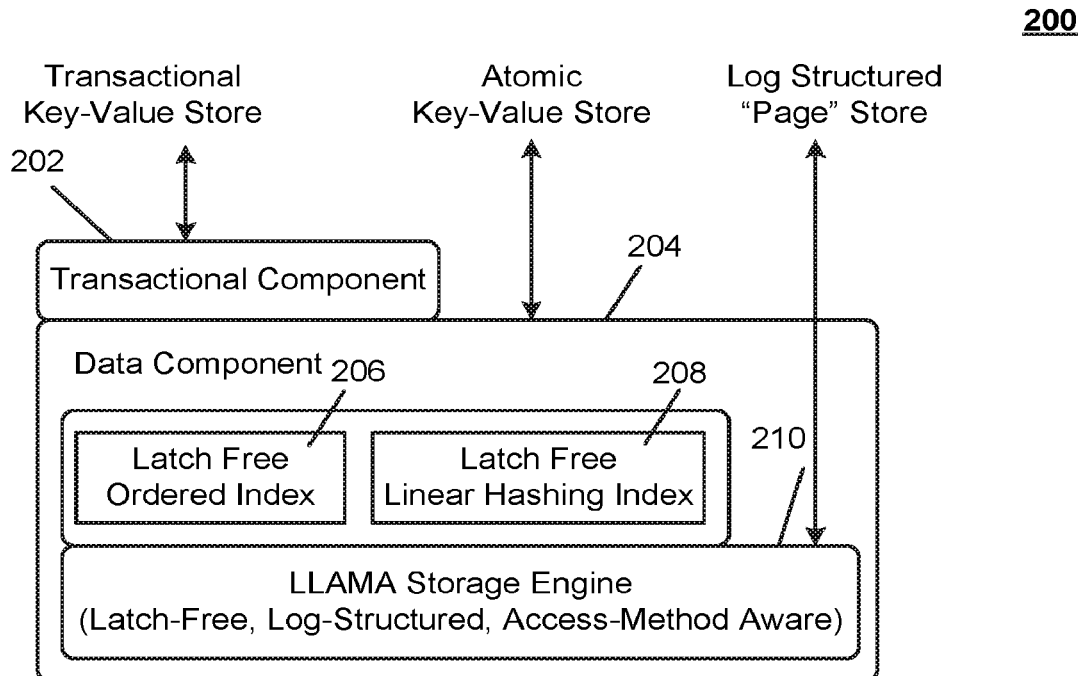 200
Transactional
Key-Value Store
Atomic
Key-Value Store
Log Structured
“Page” Store
202
Transactional Component
204
Data Component
206
208
Latch Free
Ordered Index
Latch Free
Linear Hashing Index
210
LLAMA Storage Engine
(Latch-Free, Log-Structured, Access-Method Aware)